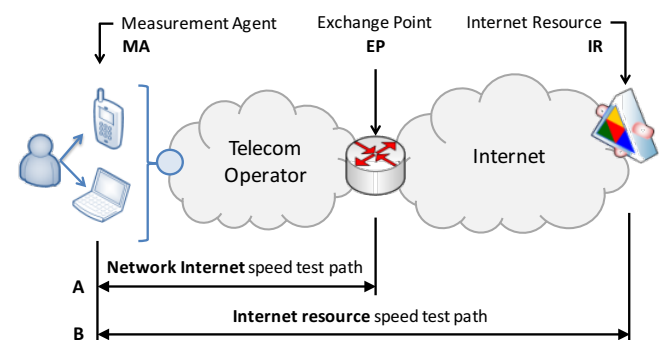 Measurement Agent
MA
Exchange Point
EP
Internet Resource
IR
Telecom
Operator
Internet
Network Internet speed test path
A
Internet resource speed test path
B